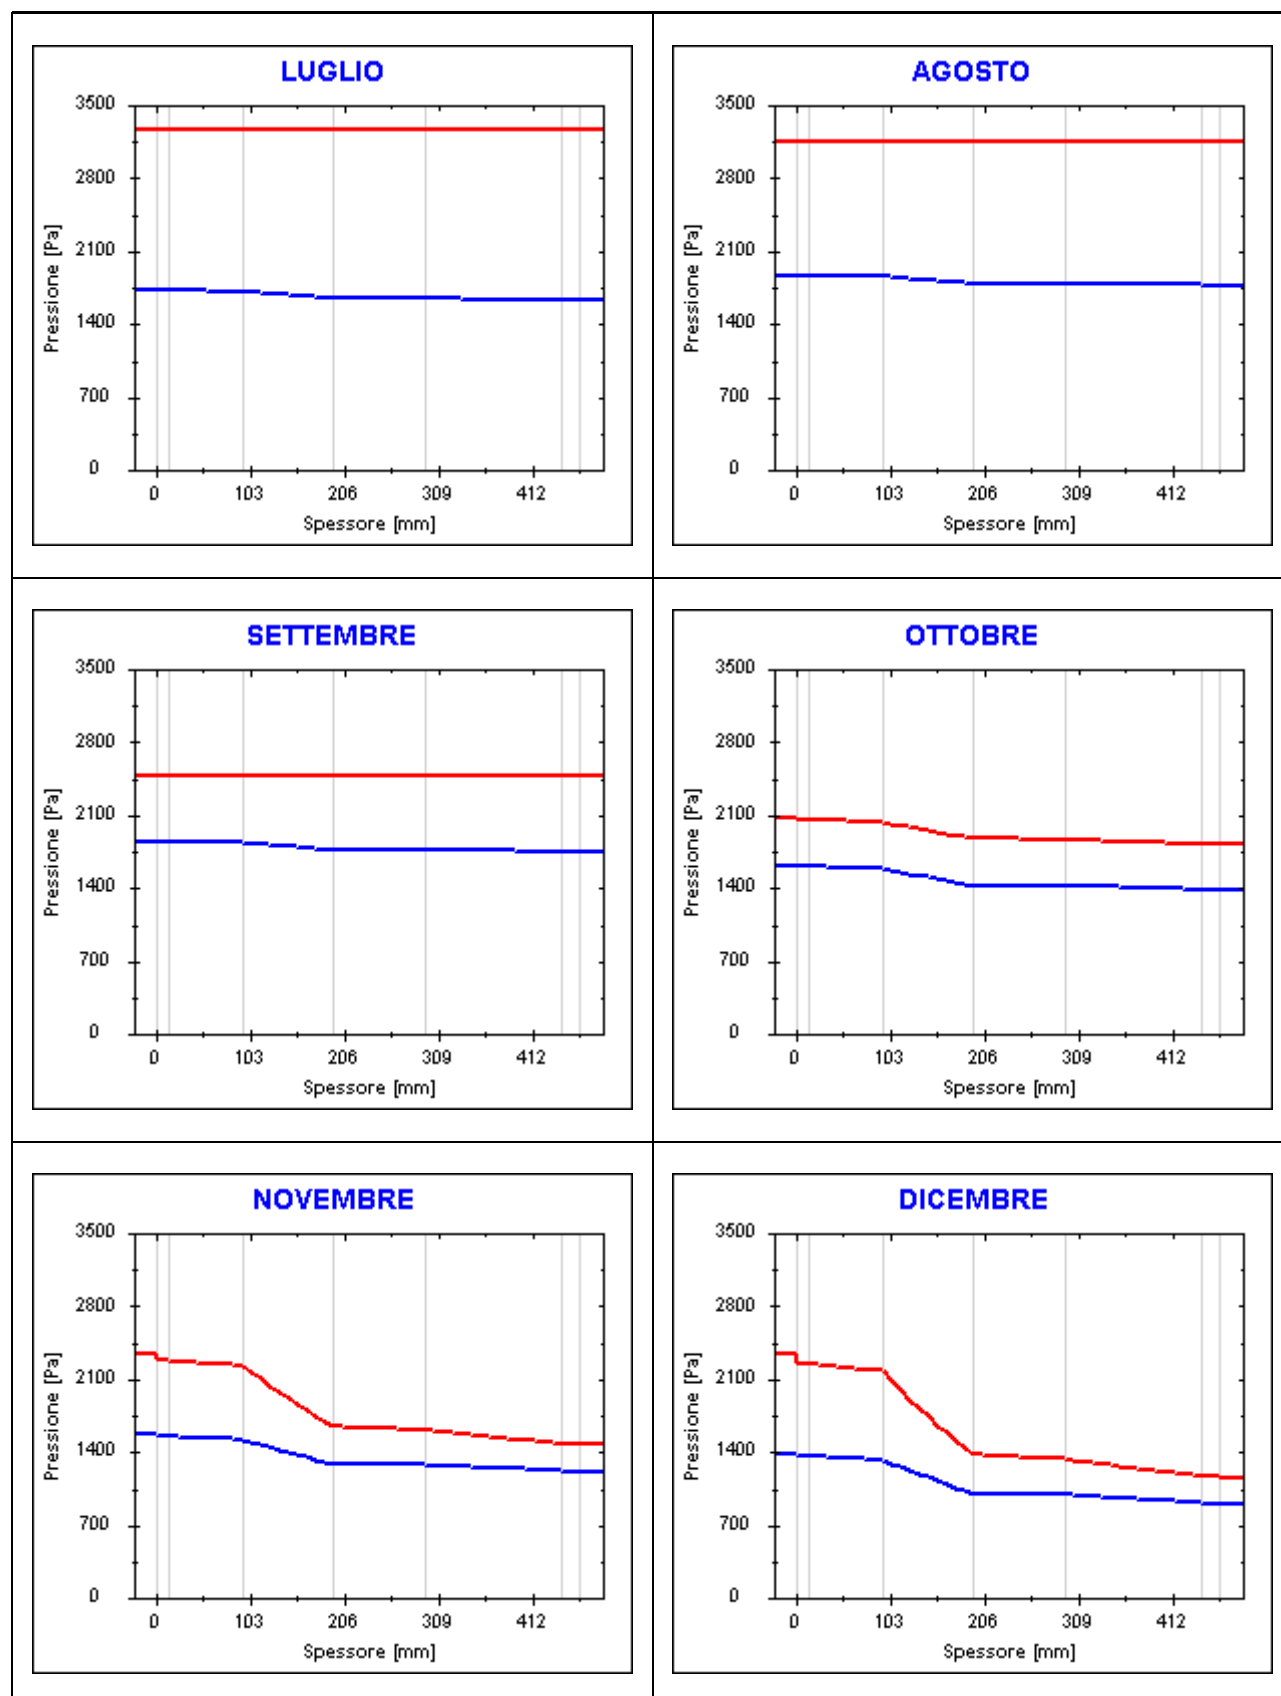 LUGLIO
3500
2800
2100
1400
700
0
Pressione [Pa]
0 103 206 309 412
Spessore [mm]
AGOSTO
3500
2800
2100
1400
700
0
Pressione [Pa]
0 103 206 309 412
Spessore [mm]
SETTEMBRE
3500
2800
2100
1400
700
0
Pressione [Pa]
0 103 206 309 412
Spessore [mm]
OTTOBRE
3500
2800
2100
1400
700
0
Pressione [Pa]
0 103 206 309 412
Spessore [mm]
NOVEMBRE
3500
2800
2100
1400
700
0
Pressione [Pa]
0 103 206 309 412
Spessore [mm]
DICEMBRE
3500
2800
2100
1400
700
0
Pressione [Pa]
0 103 206 309 412
Spessore [mm]